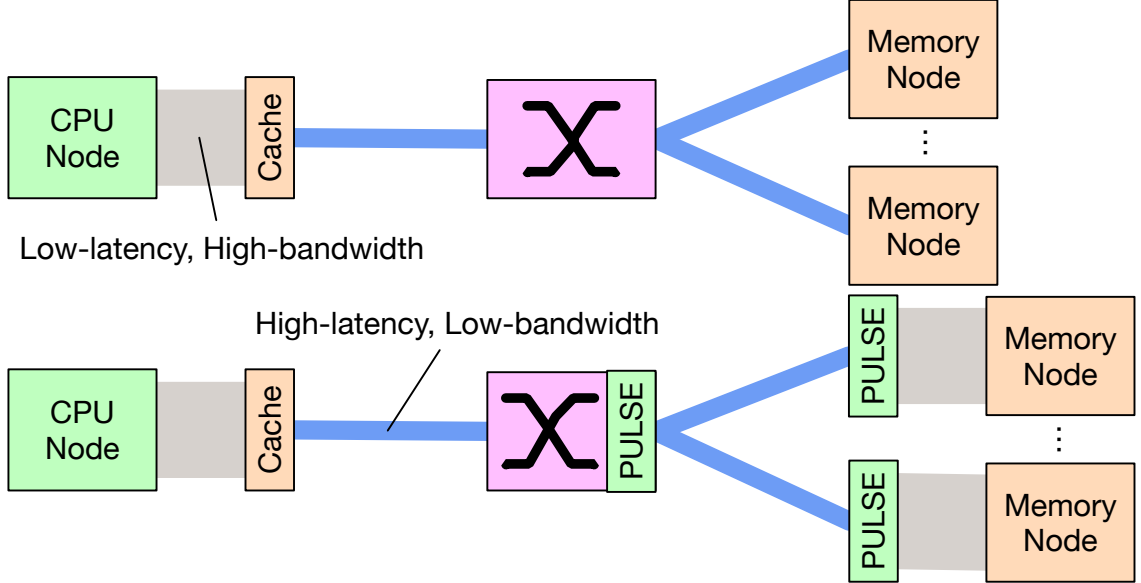 CPU
Node
Cache
Memory
Node
Memory
Node
Low-latency, High-bandwidth
High-latency, Low-bandwidth
CPU
Node
Cache
PULSE
PULSE
Memory
Node
PULSE
Memory
Node